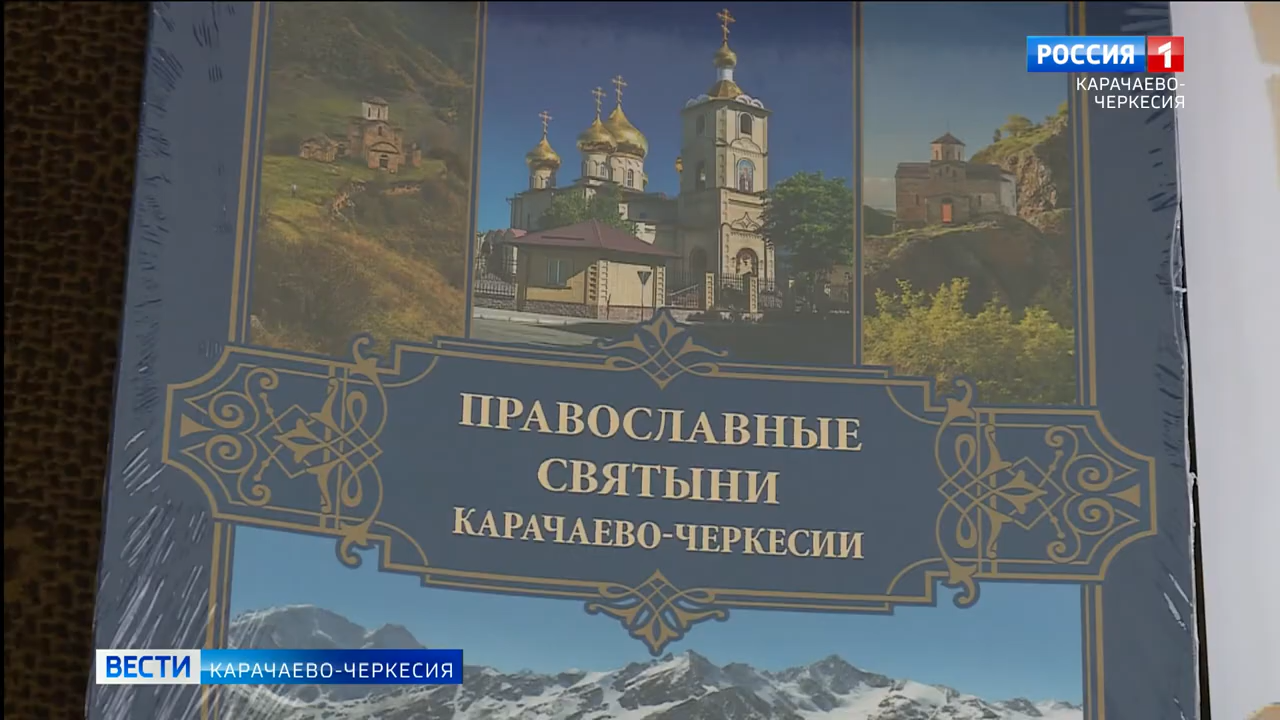 РОССИЯ 1
КАРАЧАЕВО-
ЧЕРКЕСИЯ
ПРАВОСЛАВНЫЕ
СВЯТЫНИ
КАРАЧАЕВО-ЧЕРКЕСИИ
ВЕСТИ КАРАЧАЕВО-ЧЕРКЕСИЯ